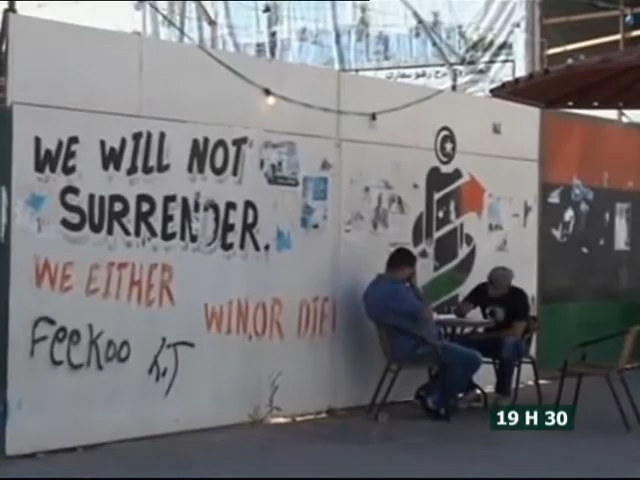 WE WILL NOT
SURRENDER.
WE EITHER
WIN,OR DIE!
Feekoo
K.T
19 H 30